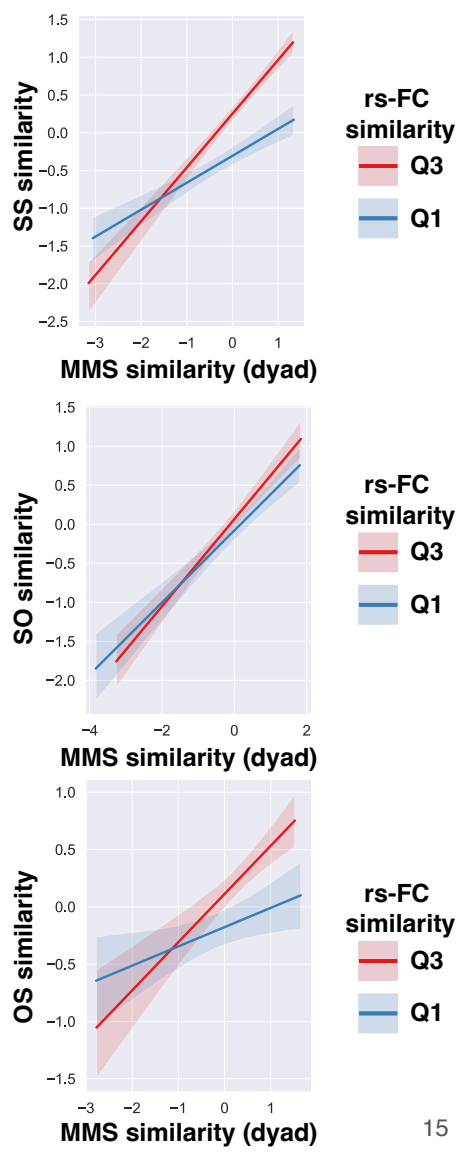 1.5
1.0
0.5
0.0
−0.5
−1.0
−1.5
−2.0
−2.5
SS similarity
−3 −2 −1 0 1
MMS similarity (dyad)
rs-FC
similarity
Q3
Q1
1.5
1.0
0.5
0.0
−0.5
−1.0
−1.5
−2.0
SO similarity
−4 −2 0 2
MMS similarity (dyad)
rs-FC
similarity
Q3
Q1
1.0
0.5
0.0
−0.5
−1.0
−1.5
OS similarity
−3 −2 −1 0 1
MMS similarity (dyad)
rs-FC
similarity
Q3
Q1
15